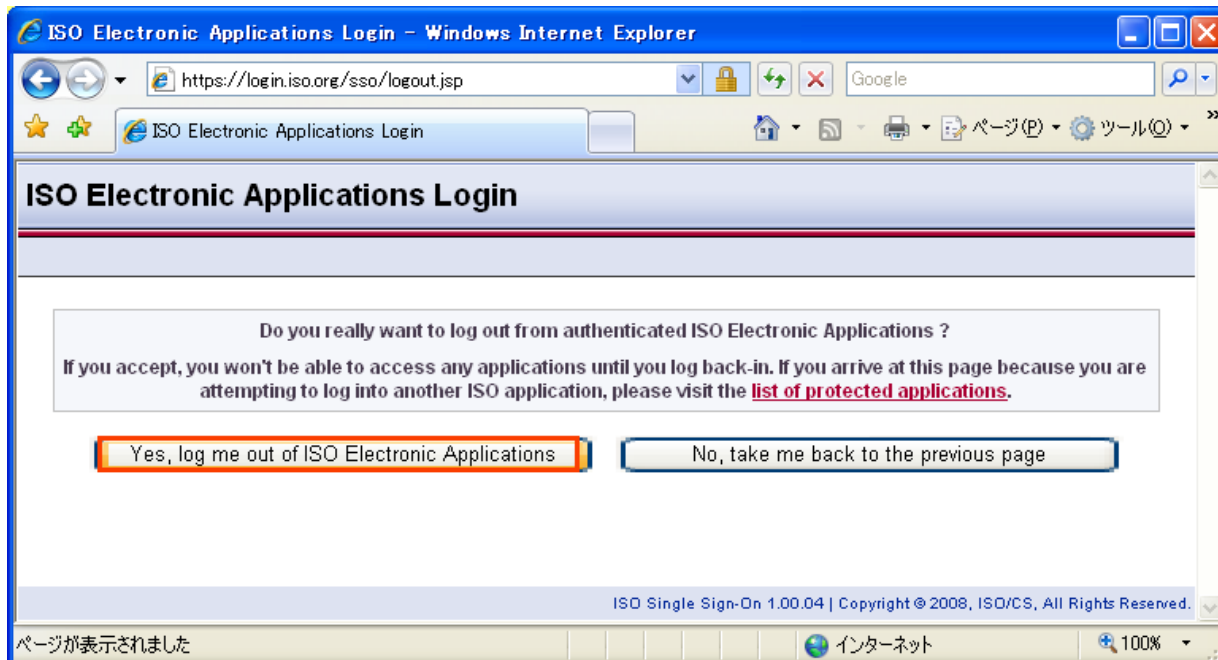 ISO Electronic Applications Login - Windows Internet Explorer
https://login.iso.org/sso/logout.jsp
Google
ISO Electronic Applications Login
ページ(P)
ツール(O)
ISO Electronic Applications Login
Do you really want to log out from authenticated ISO Electronic Applications ?
If you accept, you won't be able to access any applications until you log back-in. If you arrive at this page because you are
attempting to log into another ISO application, please visit the list of protected applications.
Yes, log me out of ISO Electronic Applications
No, take me back to the previous page
ISO Single Sign-On 1.00.04 | Copyright © 2008, ISO/CS, All Rights Reserved.
ページが表示されました
インターネット
100%